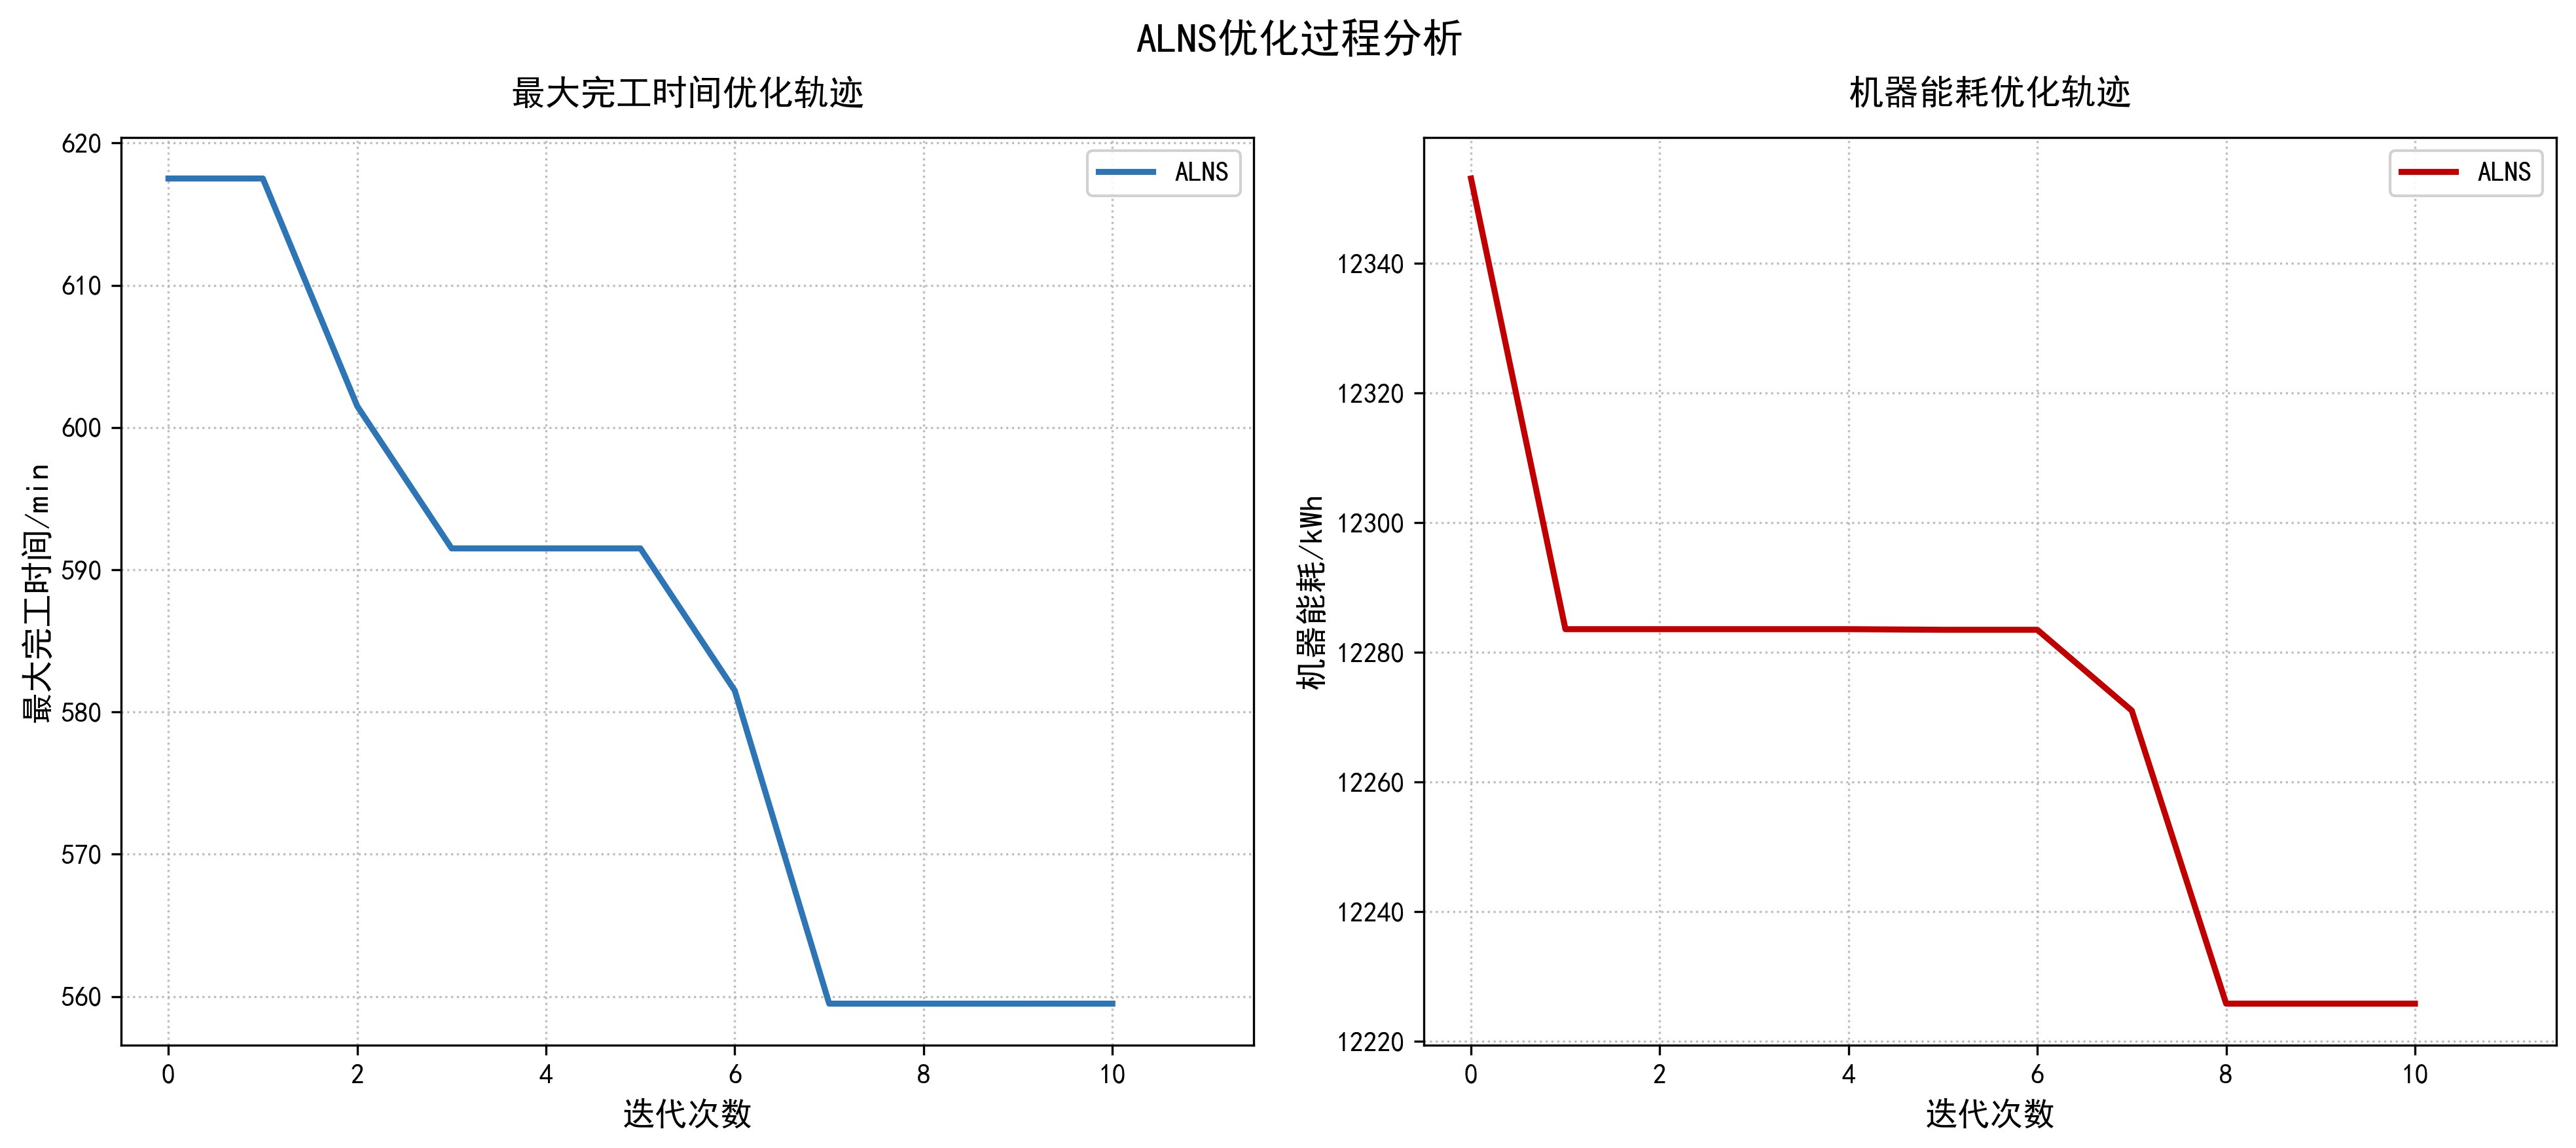 ALNS优化过程分析
最大完工时间优化轨迹
620
610
600
590
580
570
560
最大完工时间/min
0 2 4 6 8 10
迭代次数
ALNS
机器能耗优化轨迹
12340
12320
12300
12280
12260
12240
12220
机器能耗/kWh
0 2 4 6 8 10
迭代次数
ALNS